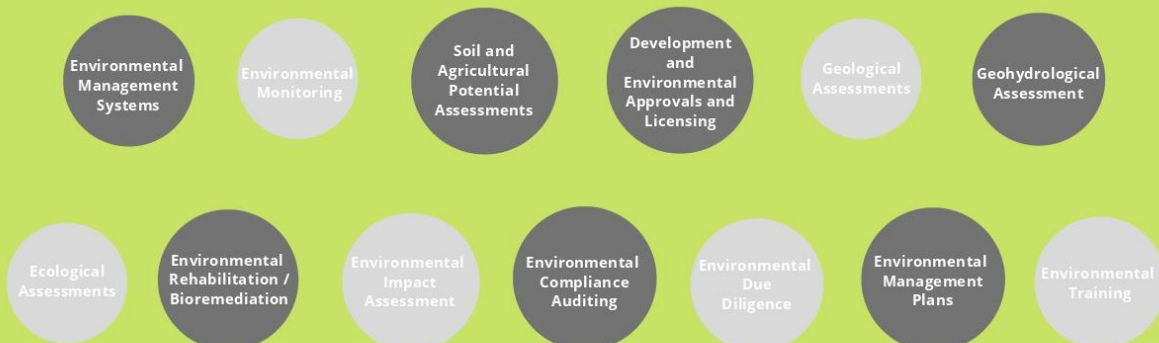 Environmental
Management
Systems
Environmental
Monitoring
Soil and
Agricultural
Potential
Assessments
Development
and
Environmental
Approvals and
Licensing
Geological
Assessments
Geohydrological
Assessment
Ecological
Assessments
Environmental
Rehabilitation /
Bioremediation
Environmental
Impact
Assessment
Environmental
Compliance
Auditing
Environmental
Due
Diligence
Environmental
Management
Plans
Environmental
Training